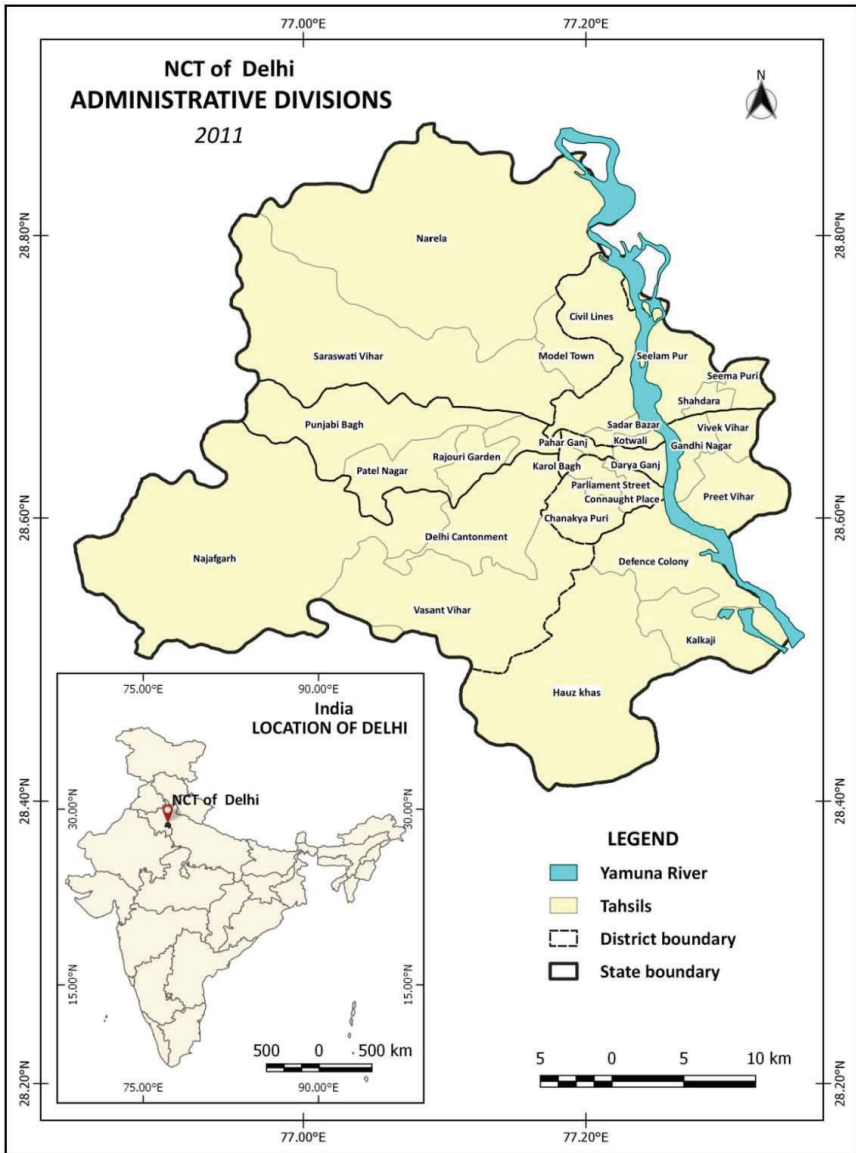 77.00°E
77.20°E
NCT of Delhi
ADMINISTRATIVE DIVISIONS
2011
N
28.80°N
28.80°N
Narela
Civil Lines
Saraswati Vihar
Model Town
Seelam Pur
Seema Puri
Shahdara
Punjabi Bagh
Sadar Bazar
Vivek Vihar
Pahar Ganj
Kotwali
Gandhi Nagar
Rajouri Garden
Patel Nagar
Karol Bagh
Darya Ganj
Parliament Street
Connaught Place
Preet Vihar
28.60°N
28.60°N
Chanakya Puri
Delhi Cantonment
Najafgarh
Defence Colony
Vasant Vihar
Kalkaji
Hauz khas
75.00°E
90.00°E
India
LOCATION OF DELHI
NCT of Delhi
30.00°N
30.00°N
28.40°N
28.40°N
LEGEND
Yamuna River
Tahsils
District boundary
State boundary
15.00°N
15.00°N
500 0 500 km
5 0 5 10 km
75.00°E
90.00°E
28.20°N
28.20°N
77.00°E
77.20°E